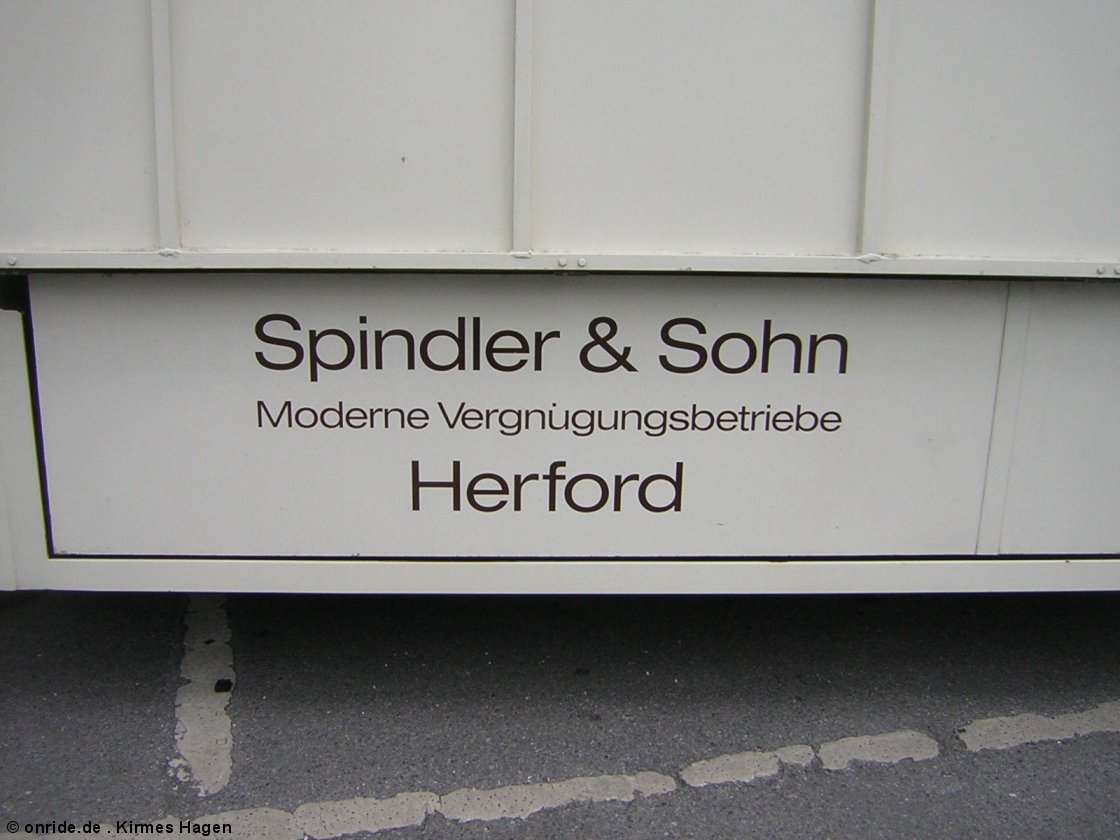 Spindler & Sohn
Moderne Vergnügungsbetriebe
Herford
© onride.de . Kirmes Hagen